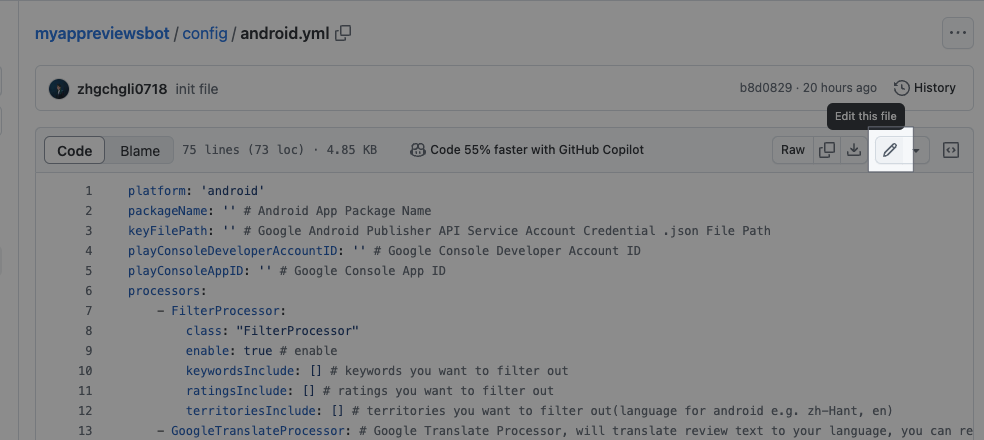 myappreviewsbot / config / android.yml
zhgchgli0718 init file b8d0829 · 20 hours ago History
Edit this file
Code Blame 75 lines (73 loc) · 4.85 KB Code 55% faster with GitHub Copilot Raw
1 platform: 'android'
2 packageName: '' # Android App Package Name
3 keyFilePath: '' # Google Android Publisher API Service Account Credential .json File Path
4 playConsoleDeveloperAccountID: '' # Google Console Developer Account ID
5 playConsoleAppID: '' # Google Console App ID
6 processors:
7 - FilterProcessor:
8 class: "FilterProcessor"
9 enable: true # enable
10 keywordsInclude: [] # keywords you want to filter out
11 ratingsInclude: [] # ratings you want to filter out
12 territoriesInclude: [] # territories you want to filter out(language for android e.g. zh-Hant, en)
13 - GoogleTranslateProcessor: # Google Translate Processor, will translate review text to your language, you can re